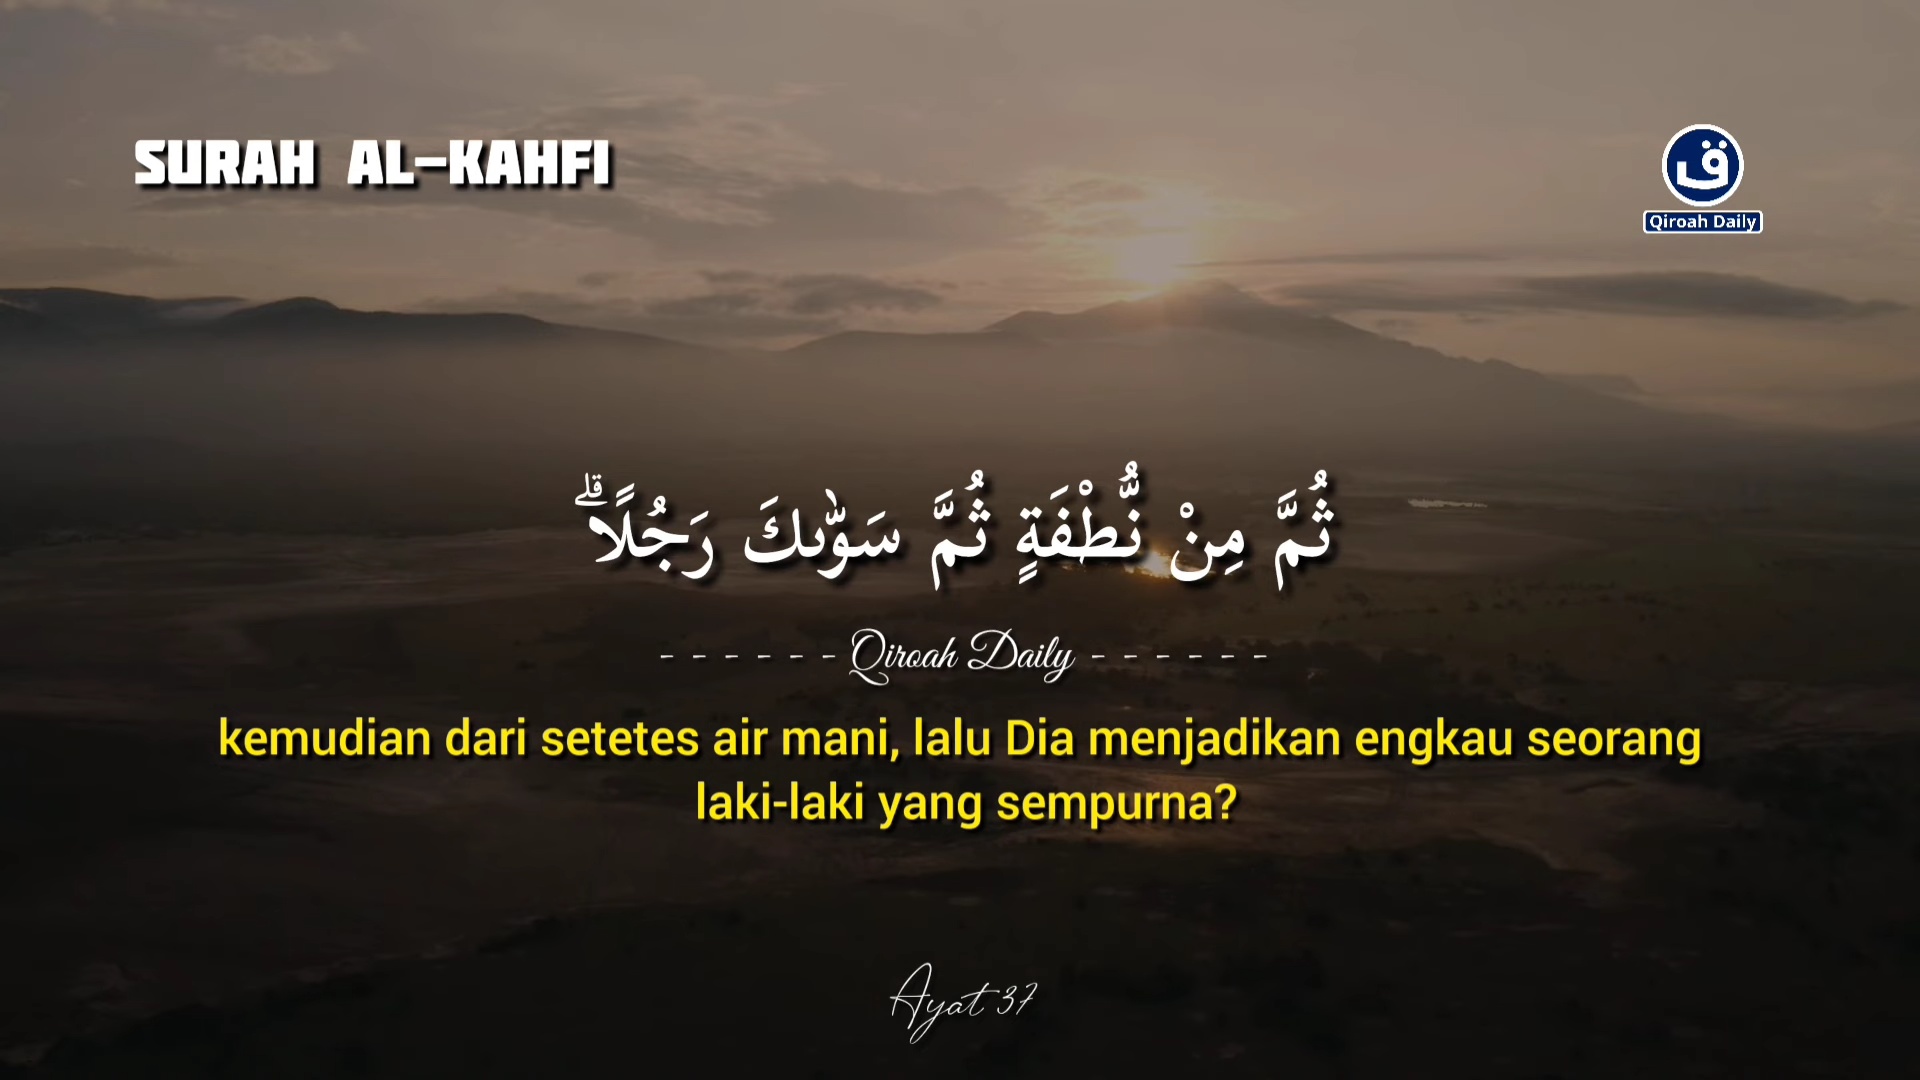 SURAH AL-KAHFI
ق
Qiroah Daily
ثُمَّ مِنْ نُّطْفَةٍ ثُمَّ سَوّٰىكَ رَجُلًاۗ
- - - - - - Qiroah Daily - - - - - -
kemudian dari setetes air mani, lalu Dia menjadikan engkau seorang
laki-laki yang sempurna?
Ayat 37